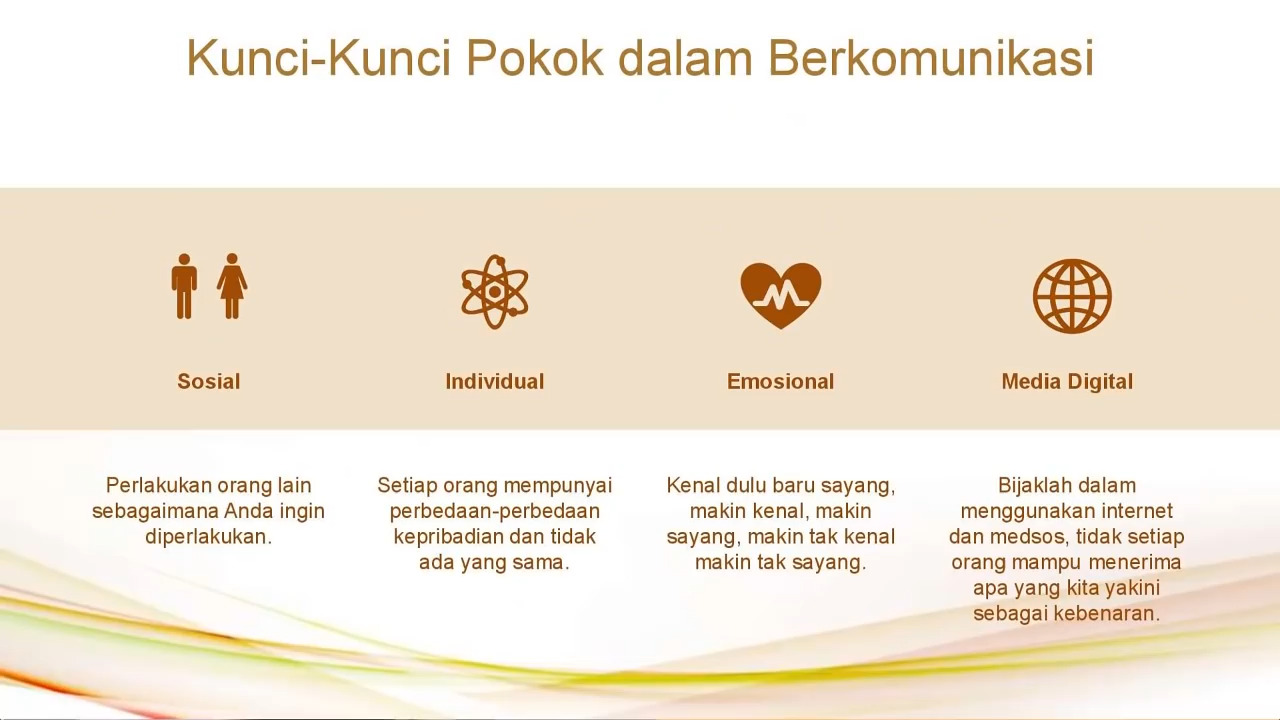 Kunci-Kunci Pokok dalam Berkomunikasi
Sosial
Individual
Emosional
Media Digital
Perlakukan orang lain
sebagaimana Anda ingin
diperlakukan.
Setiap orang mempunyai
perbedaan-perbedaan
kepribadian dan tidak
ada yang sama.
Kenal dulu baru sayang,
makin kenal, makin
sayang, makin tak kenal
makin tak sayang.
Bijaklah dalam
menggunakan internet
dan medsos, tidak setiap
orang mampu menerima
apa yang kita yakini
sebagai kebenaran.